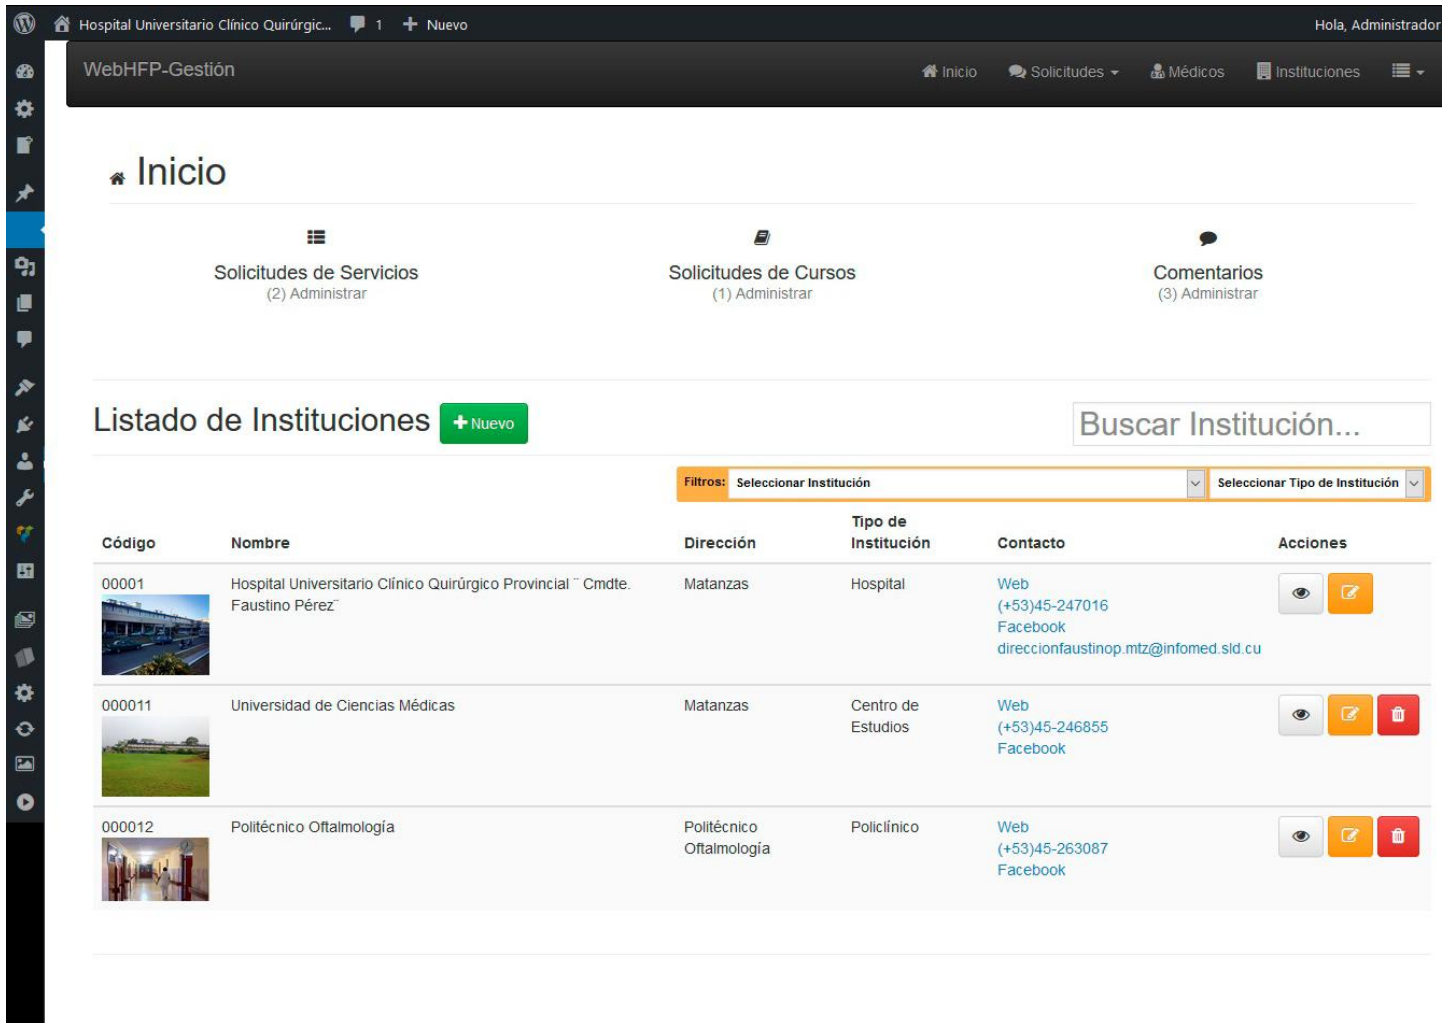 Hospital Universitario Clínico Quirúrgic... 1 Nuevo Hola, Administrador
WebHFP-Gestión Inicio Solicitudes Médicos Instituciones
Inicio
Solicitudes de Servicios
(2) Administrar
Solicitudes de Cursos
(1) Administrar
Comentarios
(3) Administrar
Listado de Instituciones +Nuevo Buscar Institución...
Filtros: Seleccionar Institución Seleccionar Tipo de Institución
Código Nombre Dirección Tipo de
Institución Contacto Acciones
00001 Hospital Universitario Clínico Quirúrgico Provincial ¨ Cmdte.
Faustino Pérez¨
Matanzas Hospital Web
(+53)45-247016
Facebook
direccionfaustinop.mtz@infomed.sld.cu
000011 Universidad de Ciencias Médicas Matanzas Centro de
Estudios
Web
(+53)45-246855
Facebook
000012 Politécnico Oftalmología Politécnico
Oftalmología
Policlínico Web
(+53)45-263087
Facebook